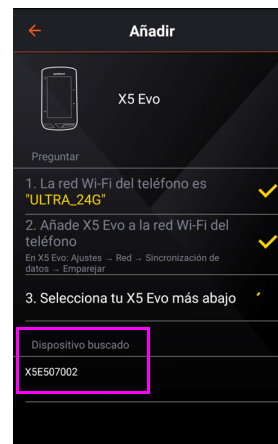 Añadir
X5 Evo
Preguntar
1. La red Wi-Fi del teléfono es
"ULTRA_24G"
2. Añade X5 Evo a la red Wi-Fi del
teléfono
En X5 Evo: Ajustes → Red → Sincronización de
datos → Emparejar
3. Selecciona tu X5 Evo más abajo
Dispositivo buscado
X5E507002